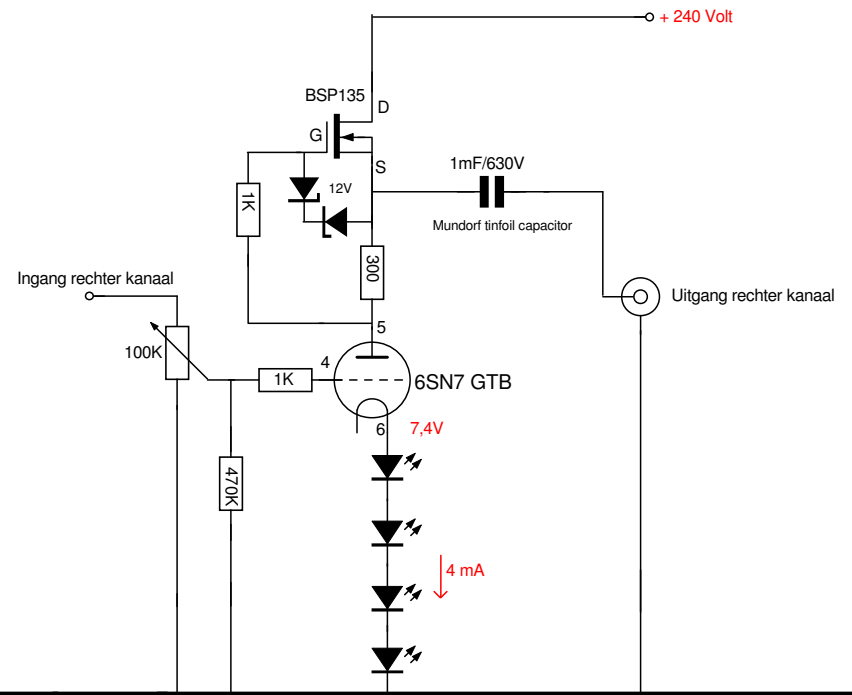 + 240 Volt
BSP135
D
G
S
1mF/630V
12V
1K
Mundorf tinfoil capacitor
300
Ingang rechter kanaal
Uitgang rechter kanaal
5
100K
4
1K
6SN7 GTB
6
7,4V
470K
4 mA